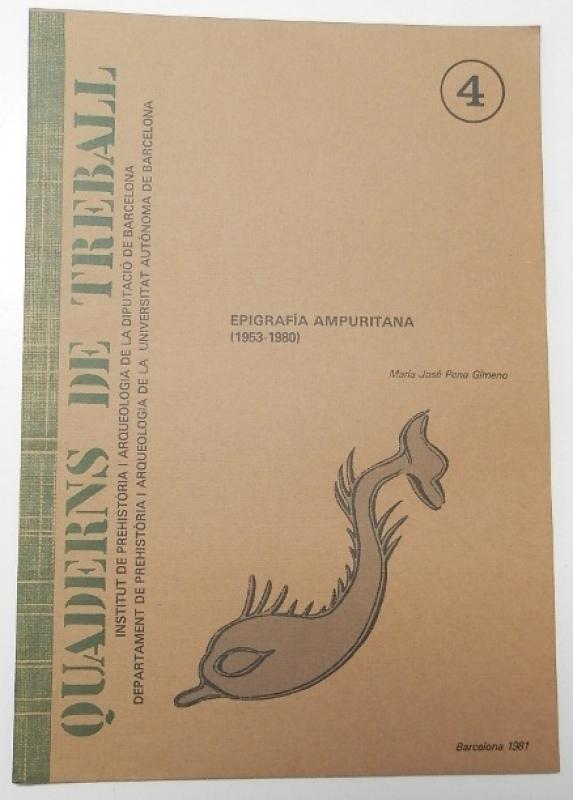 QUADERNS DE TREBALL
INSTITUT DE PREHISTÒRIA I ARQUEOLOGIA DE LA DIPUTACIÓ DE BARCELONA
DEPARTAMENT DE PREHISTÒRIA I ARQUEOLOGIA DE LA UNIVERSITAT AUTÒNOMA DE BARCELONA
4
EPIGRAFÍA AMPURITANA
(1953-1980)
María José Pena Gimeno
Barcelona 1981